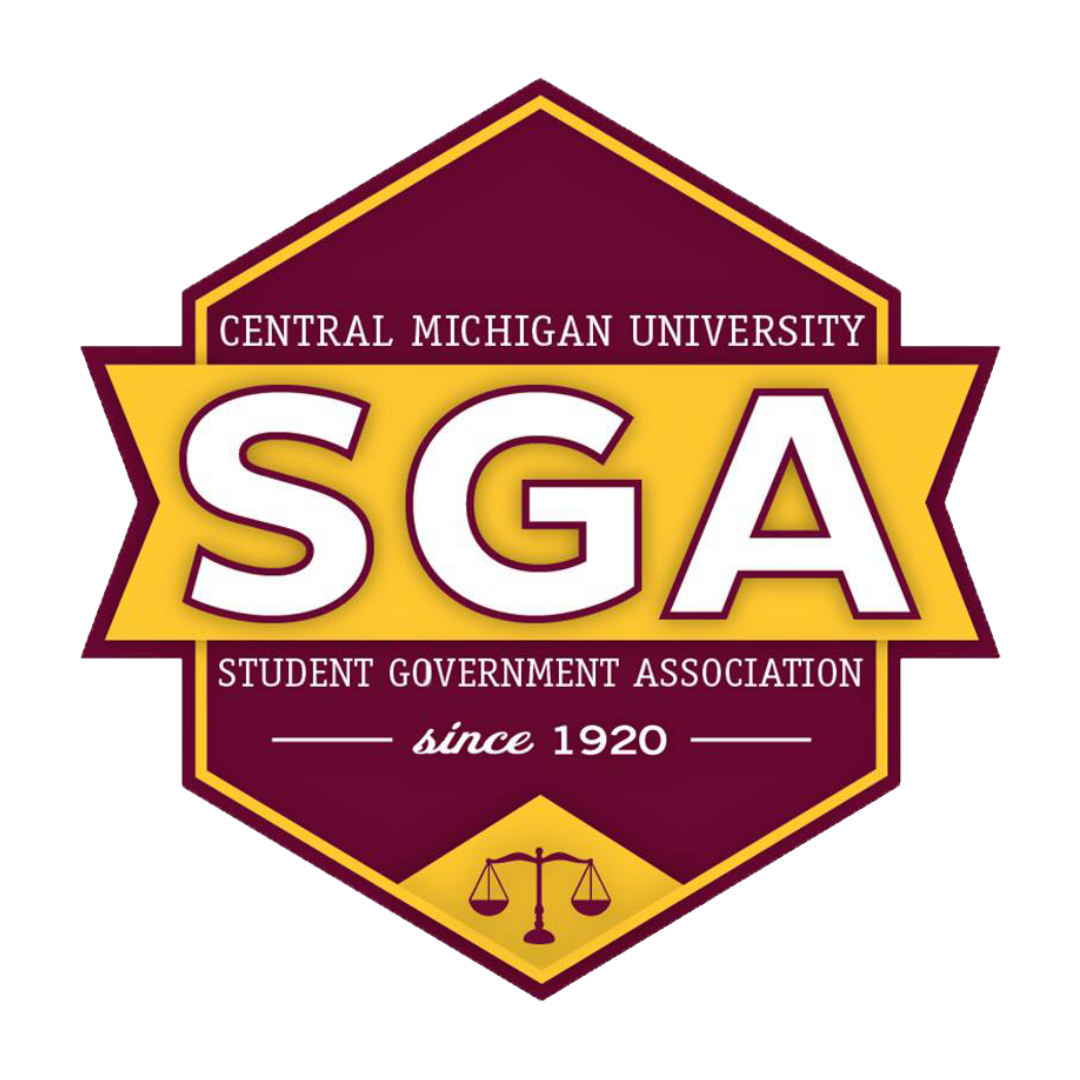 CENTRAL MICHIGAN UNIVERSITY
SGA
STUDENT GOVERNMENT ASSOCIATION
since 1920